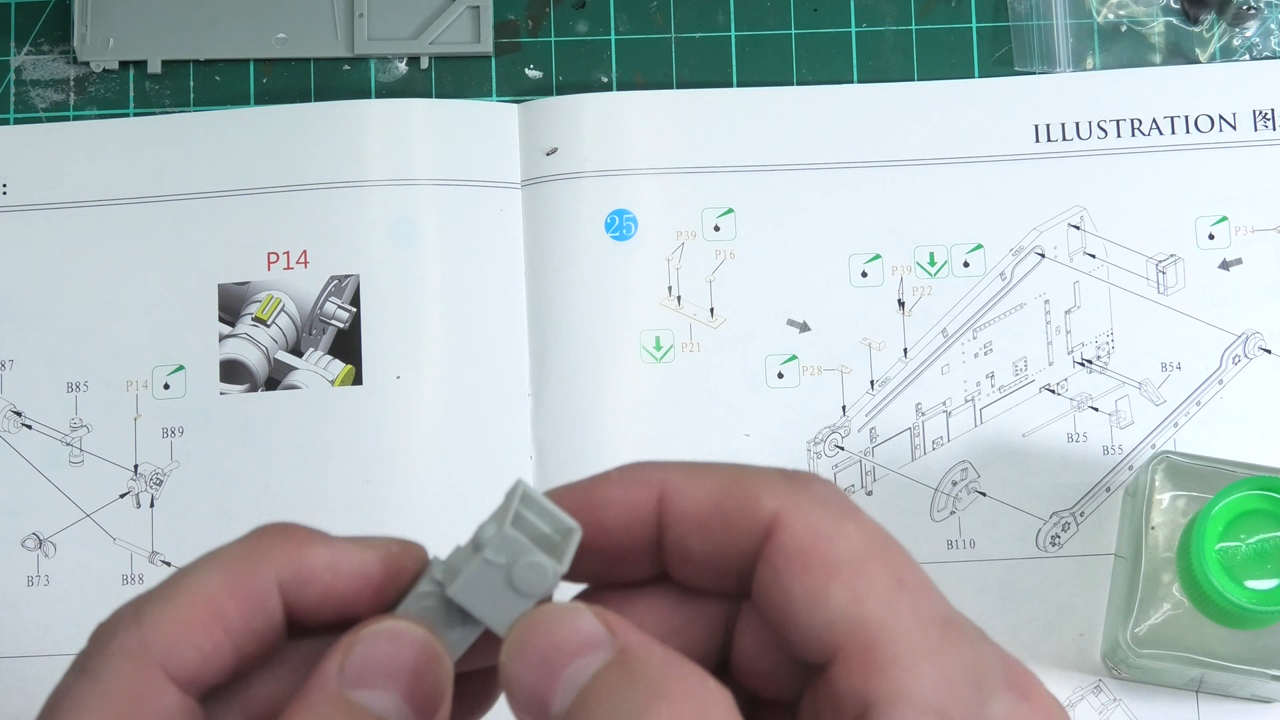 ILLUSTRATION 图
:
P14
25
P39
P16
P34
P39
P22
P21
P28
87
B85
P14
B89
B54
B25
B55
B73
B88
B110